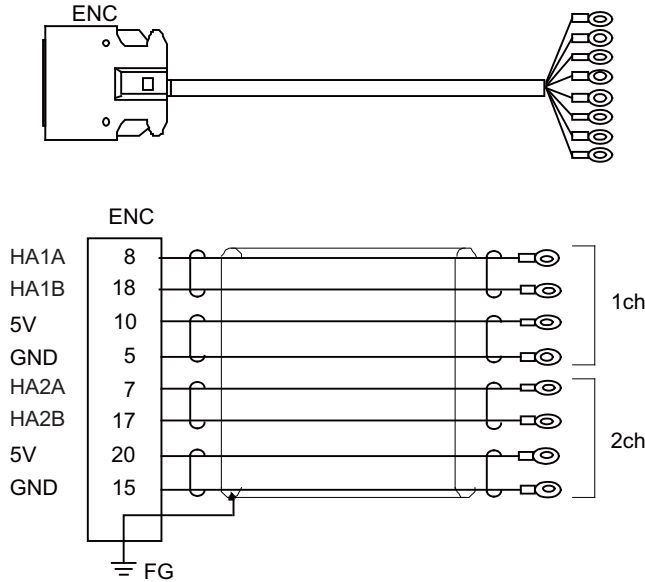 ENC
ENC
HA1A 8
HA1B 18
5V 10
GND 5
1ch
HA2A 7
HA2B 17
5V 20
GND 15
2ch
FG